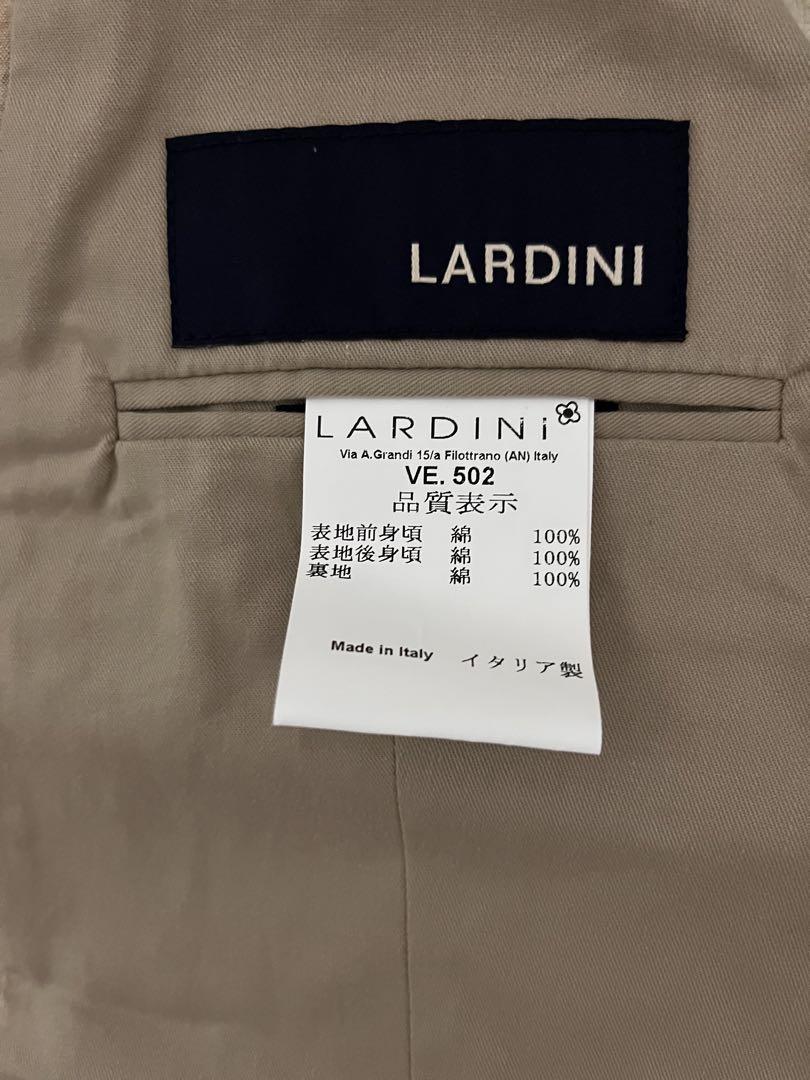 LARDINI
LARDINI
Via A.Grandi 15/a Filottrano (AN) Italy
VE. 502
品質表示
表地前身頃 綿 100%
表地後身頃 綿 100%
裏地 綿 100%
Made in Italy イタリア製